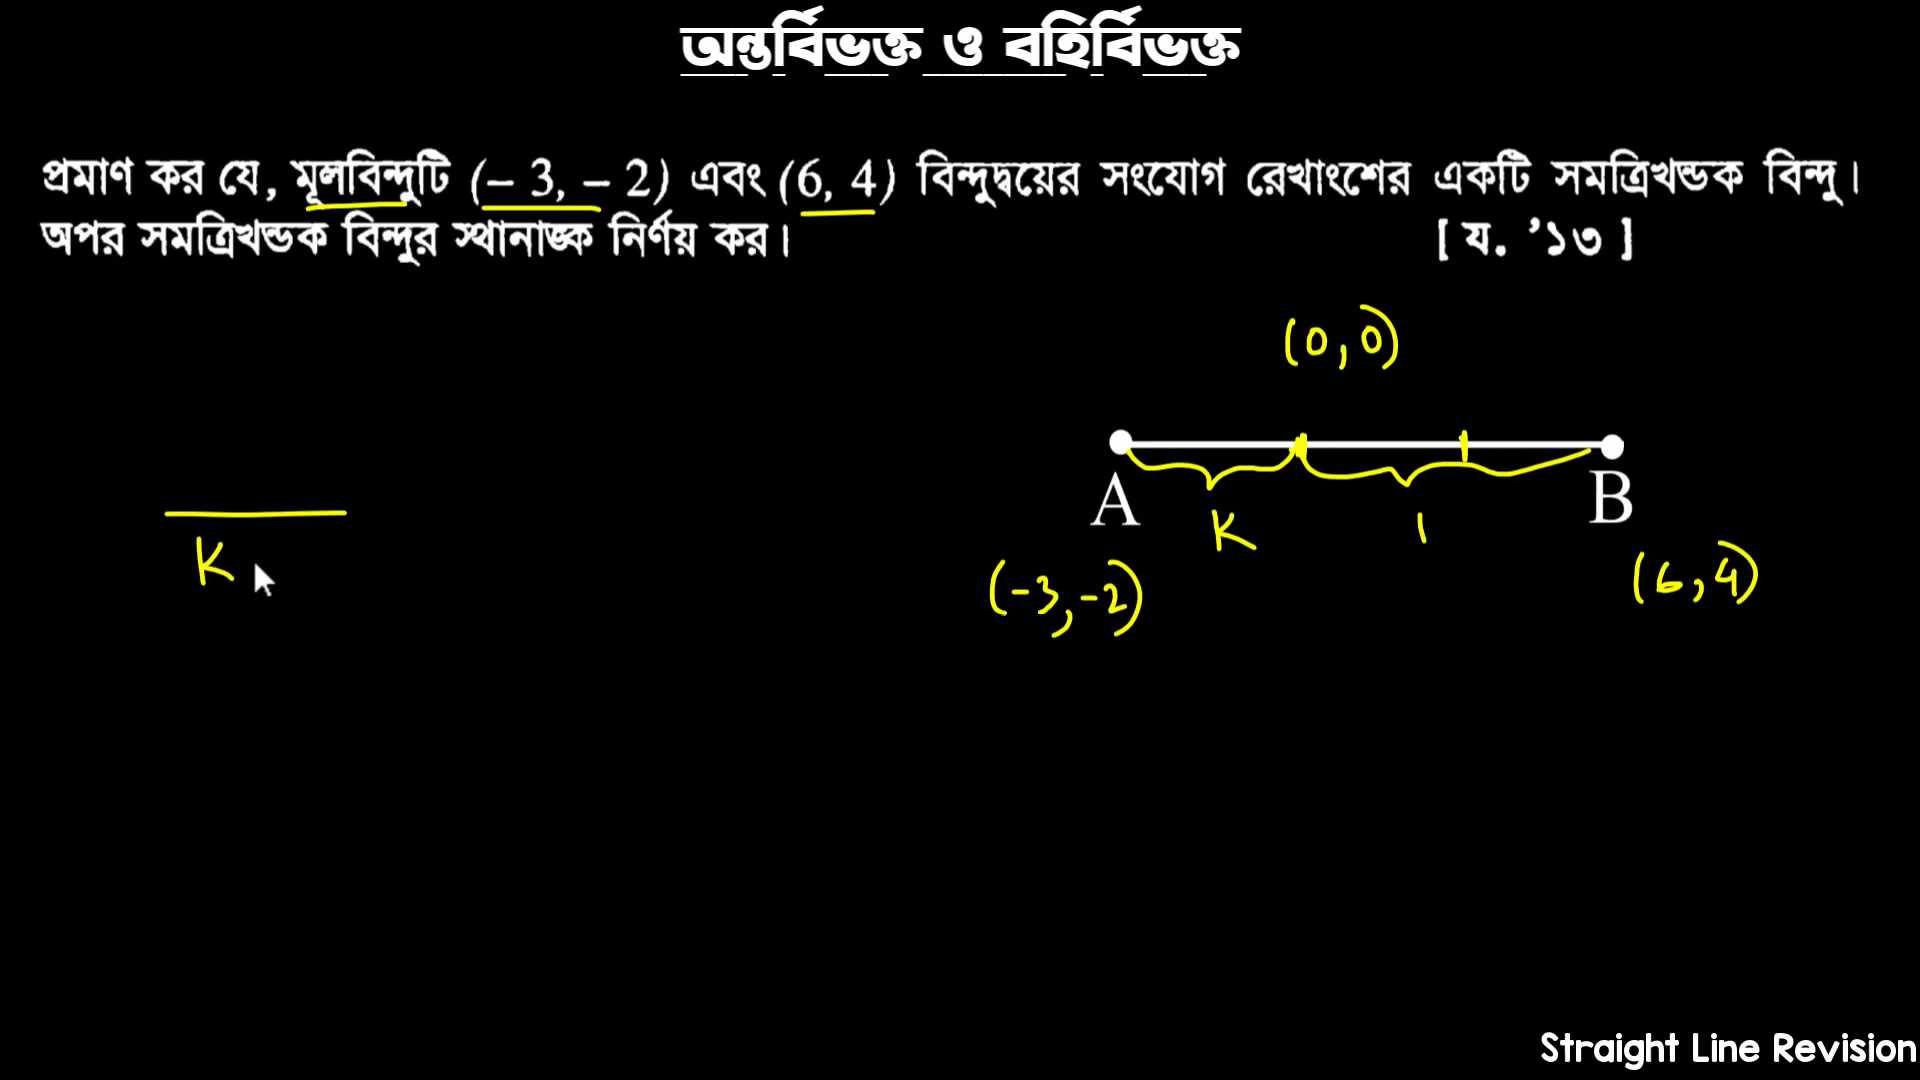 অন্তর্বিভক্ত ও বহির্বিভক্ত
প্রমাণ কর যে, মূলবিন্দুটি (– 3, – 2) এবং (6, 4) বিন্দুদ্বয়ের সংযোগ রেখাংশের একটি সমত্রিখন্ডক বিন্দু।
অপর সমত্রিখন্ডক বিন্দুর স্থানাঙ্ক নির্ণয় কর। [ য. ’১৩ ]
(0,0)
A B
K 1
K
(-3,-2) (6,4)
Straight Line Revision